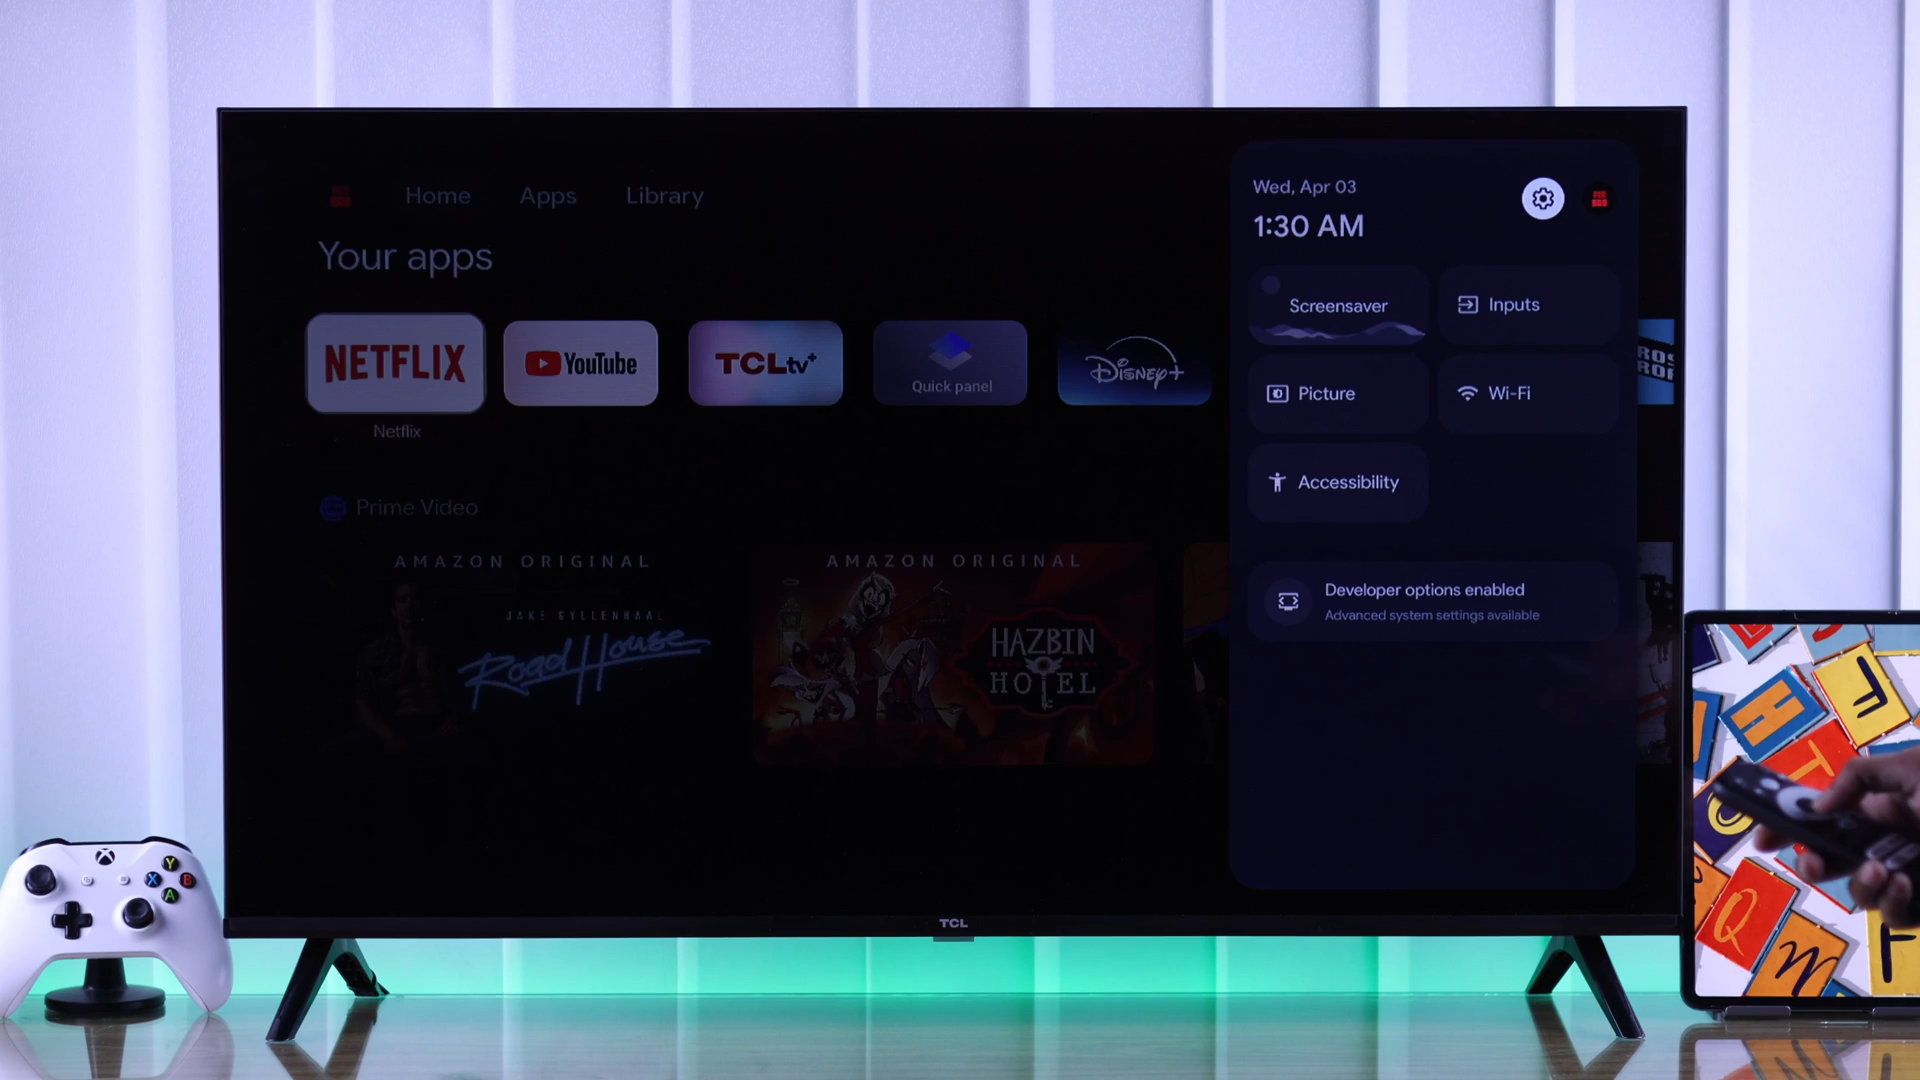 Home Apps Library
Wed, Apr 03
1:30 AM
Your apps
NETFLIX
YouTube
TCLtv+
Quick panel
Disney+
Netflix
Screensaver
Inputs
Picture
Wi-Fi
Accessibility
Prime Video
AMAZON ORIGINAL
JAKE GYLLENHAAL
Road House
AMAZON ORIGINAL
HAZBIN
HOTEL
Developer options enabled
Advanced system settings available
TCL
Y
X
B
A
H
Q